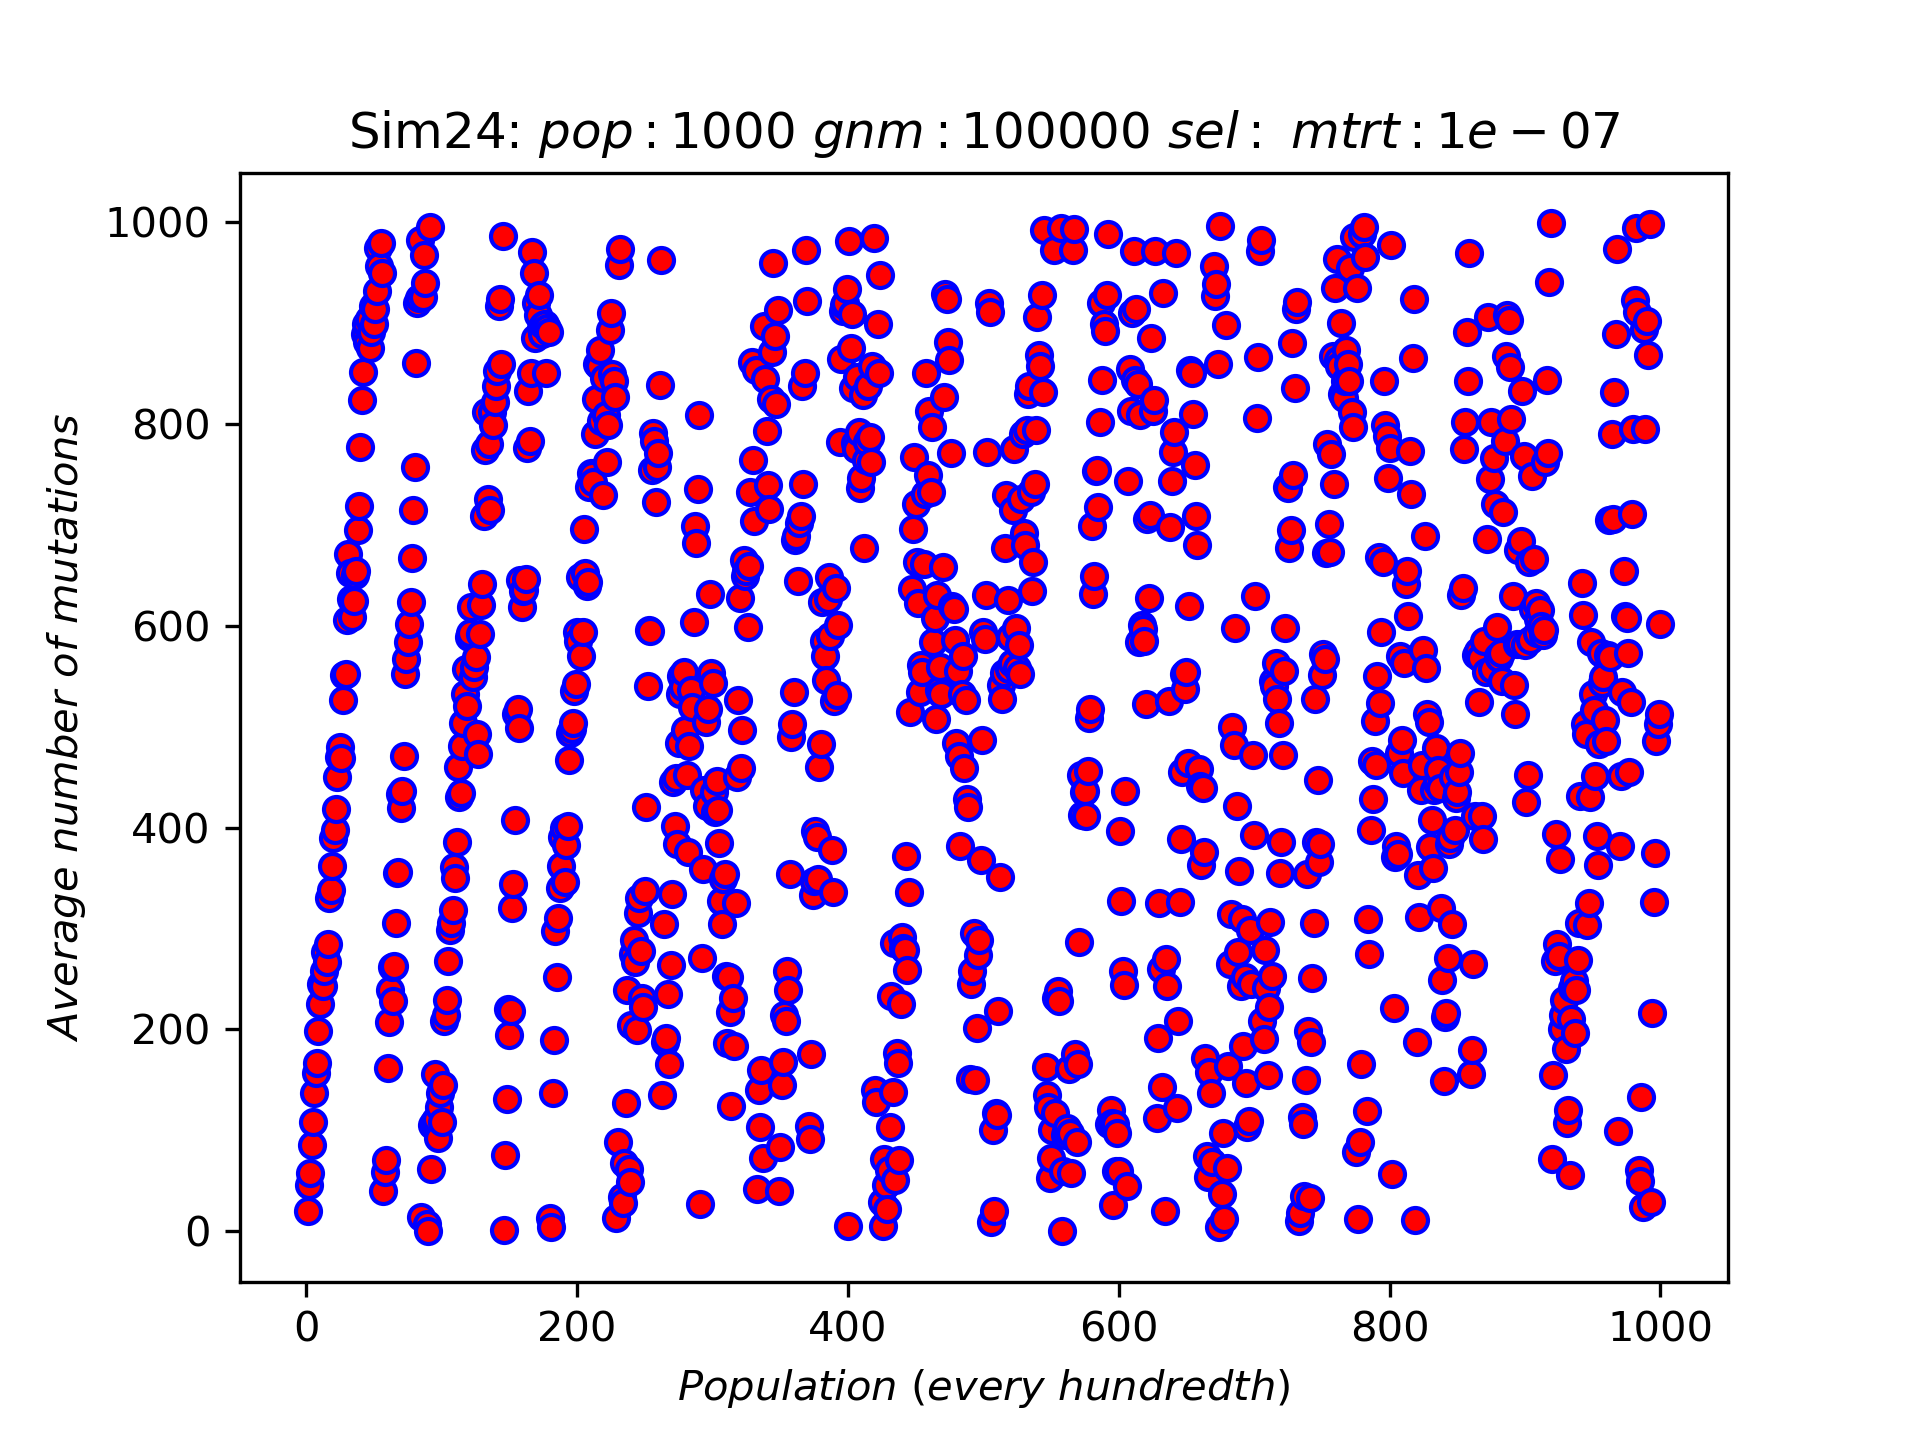 Sim24: pop : 1000 gnm : 100000 sel : mtrt : 1e − 07
1000
800
600
400
200
0
Average number of mutations
0 200 400 600 800 1000
Population (every hundredth)